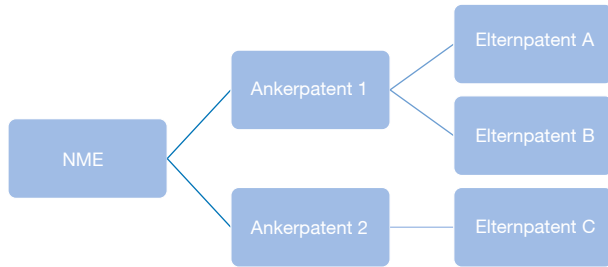 NME
Ankerpatent 1
Ankerpatent 2
Elternpatent A
Elternpatent B
Elternpatent C